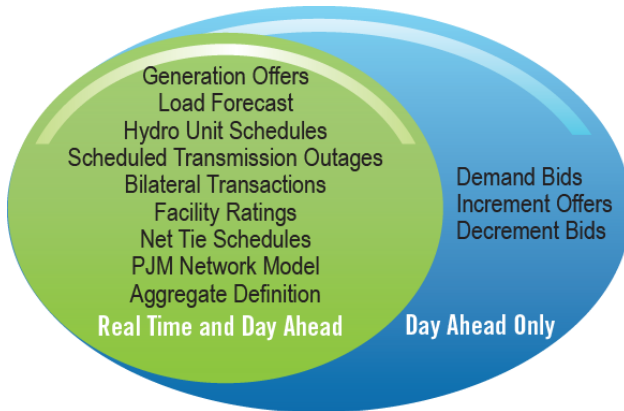 Generation Offers
Load Forecast
Hydro Unit Schedules
Scheduled Transmission Outages
Bilateral Transactions
Facility Ratings
Net Tie Schedules
PJM Network Model
Aggregate Definition
Real Time and Day Ahead
Demand Bids
Increment Offers
Decrement Bids
Day Ahead Only